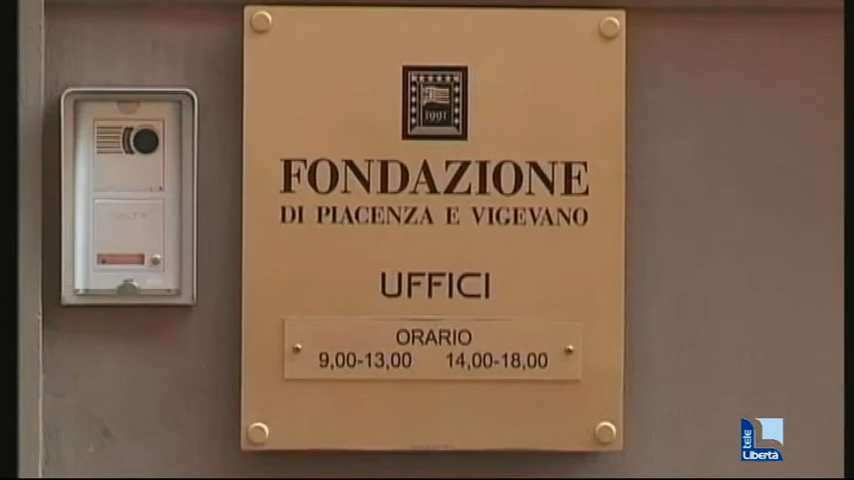 1991
FONDAZIONE
DI PIACENZA E VIGEVANO
UFFICI
ORARIO
9,00-13,00 14,00-18,00
tele
Libertà